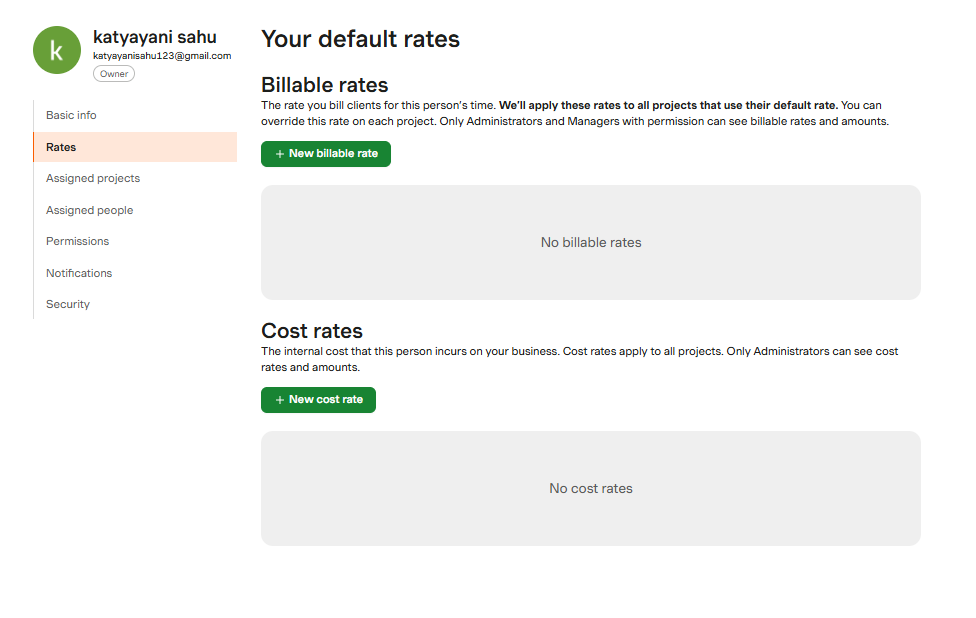 k
katyayani sahu
katyayanisahu123@gmail.com
Owner
Basic info
Rates
Assigned projects
Assigned people
Permissions
Notifications
Security
Your default rates
Billable rates
The rate you bill clients for this person's time. We'll apply these rates to all projects that use their default rate. You can
override this rate on each project. Only Administrators and Managers with permission can see billable rates and amounts.
+ New billable rate
No billable rates
Cost rates
The internal cost that this person incurs on your business. Cost rates apply to all projects. Only Administrators can see cost
rates and amounts.
+ New cost rate
No cost rates